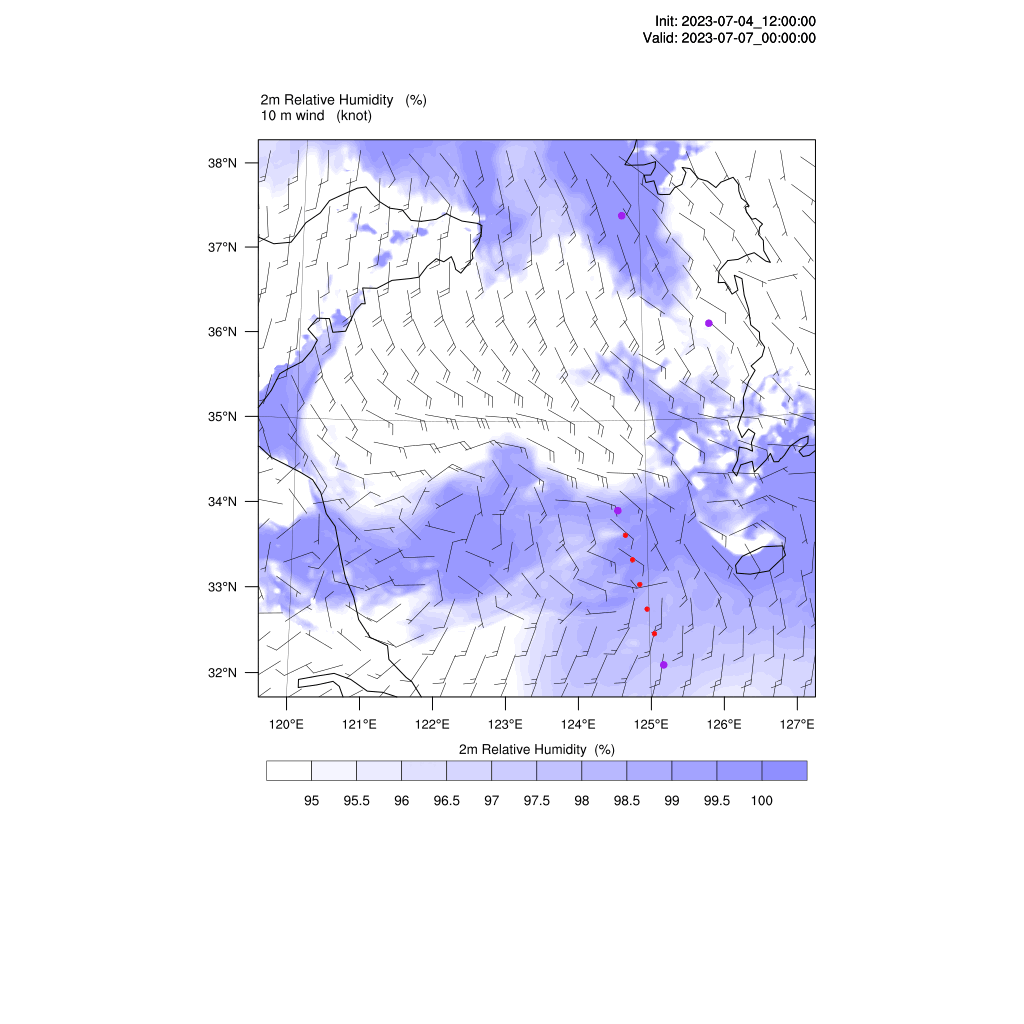 Init: 2023-07-04_12:00:00
Valid: 2023-07-07_00:00:00
2m Relative Humidity (%)
10 m wind (knot)
38°N
37°N
36°N
35°N
34°N
33°N
32°N
120°E 121°E 122°E 123°E 124°E 125°E 126°E 127°E
2m Relative Humidity (%)
95 95.5 96 96.5 97 97.5 98 98.5 99 99.5 100